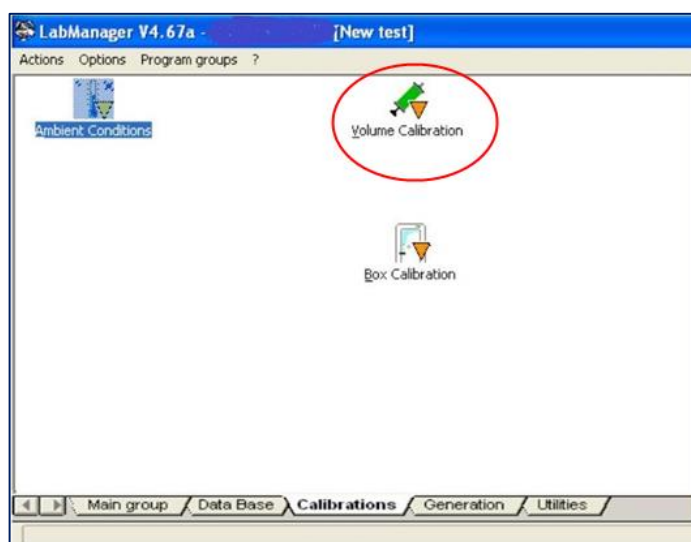 LabManager V4.67a - [New test]
Actions Options Program groups ?
Ambient Conditions
Volume Calibration
Box Calibration
Main group Data Base Calibrations Generation Utilities